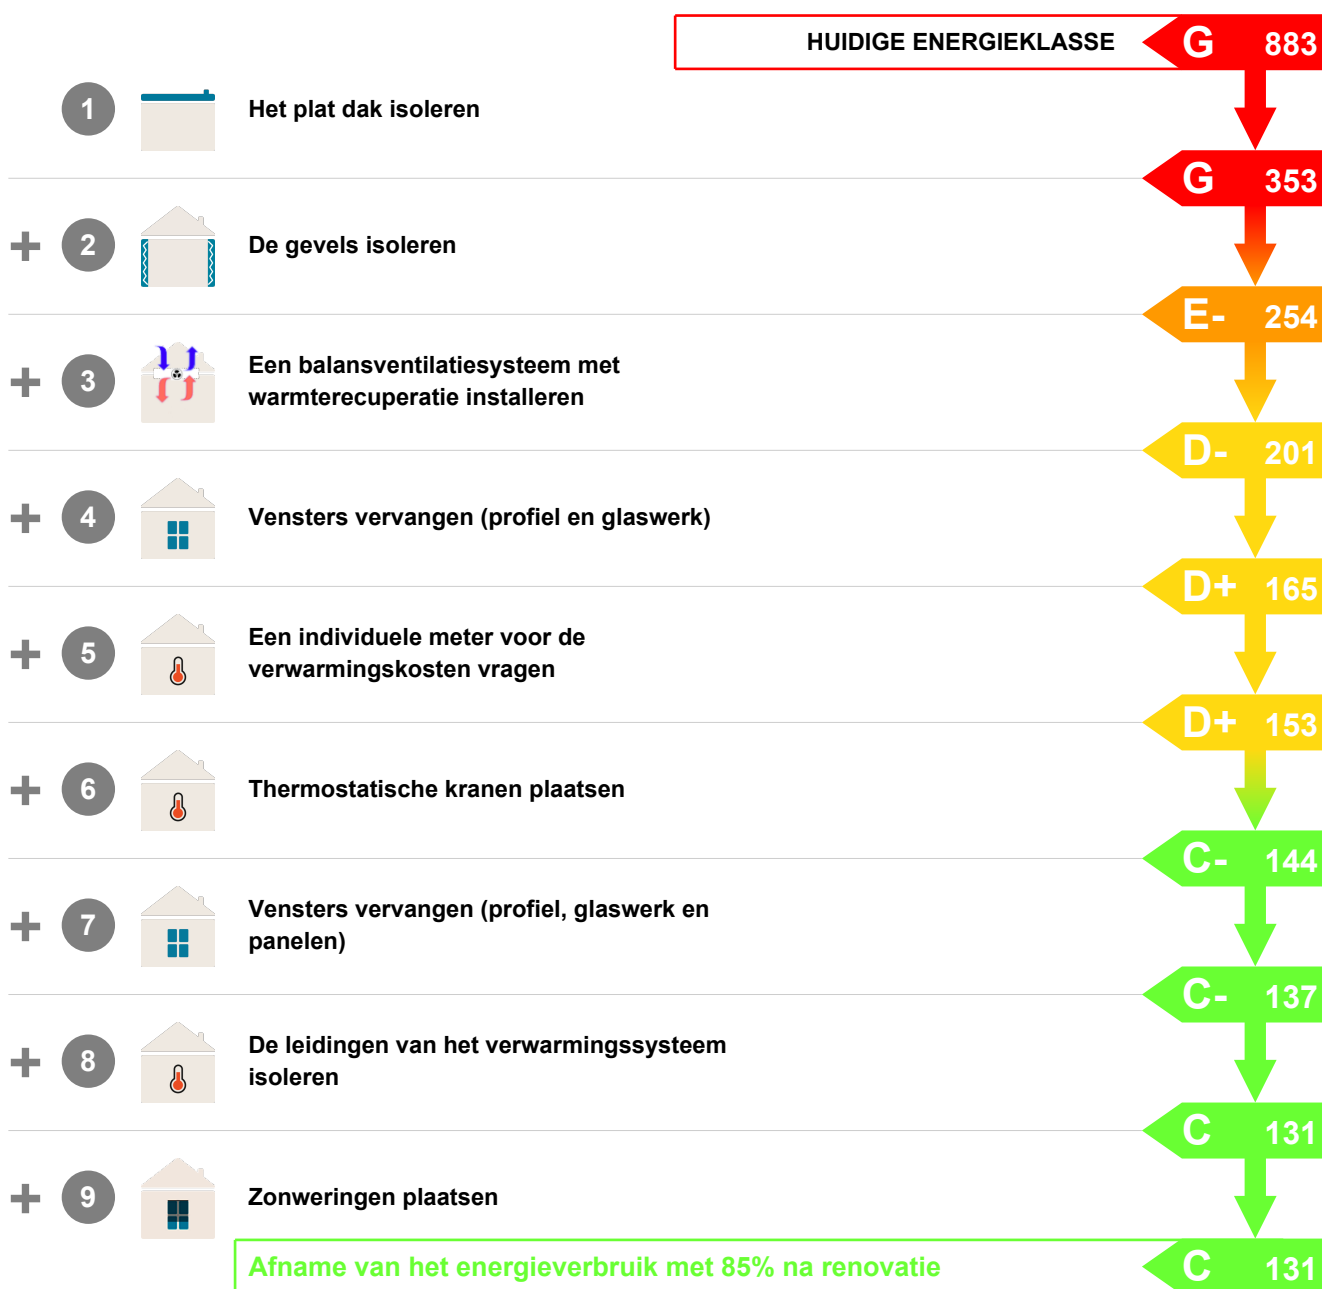 HUIDIGE ENERGIEKLASSE G 883
1 Het plat dak isoleren
G 353
+ 2 De gevels isoleren
E- 254
+ 3 Een balansventilatiesysteem met
warmterecuperatie installeren
D- 201
+ 4 Vensters vervangen (profiel en glaswerk)
D+ 165
+ 5 Een individuele meter voor de
verwarmingskosten vragen
D+ 153
+ 6 Thermostatische kranen plaatsen
C- 144
+ 7 Vensters vervangen (profiel, glaswerk en
panelen)
C- 137
+ 8 De leidingen van het verwarmingssysteem
isoleren
C 131
+ 9 Zonweringen plaatsen
Afname van het energieverbruik met 85% na renovatie C 131